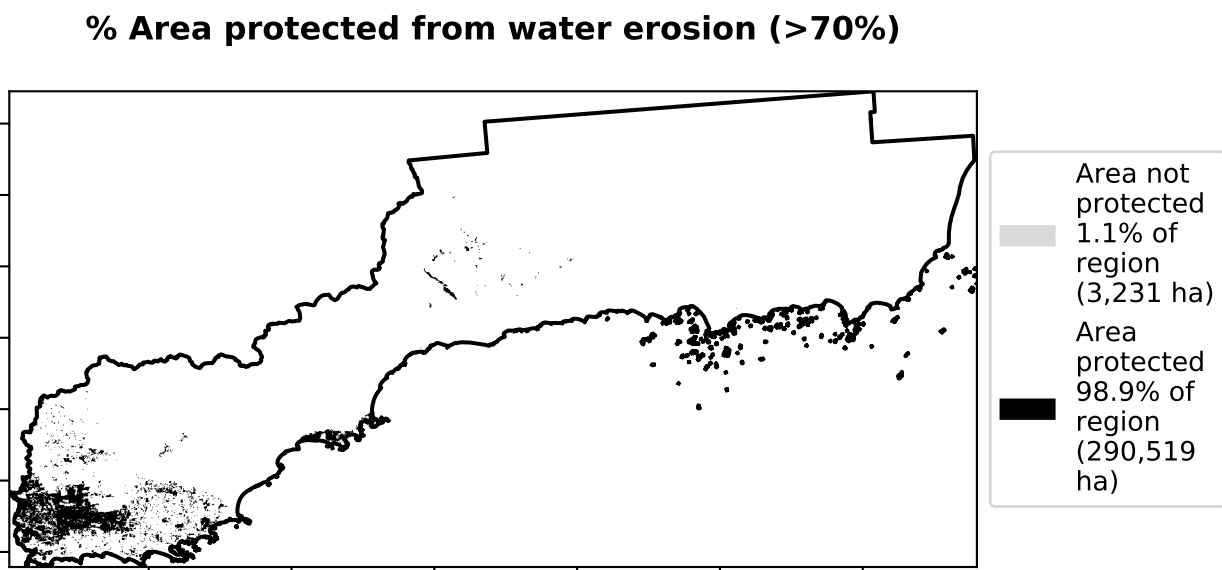 % Area protected from water erosion (>70%)
Area not
protected
1.1% of
region
(3,231 ha)
Area
protected
98.9% of
region
(290,519
ha)